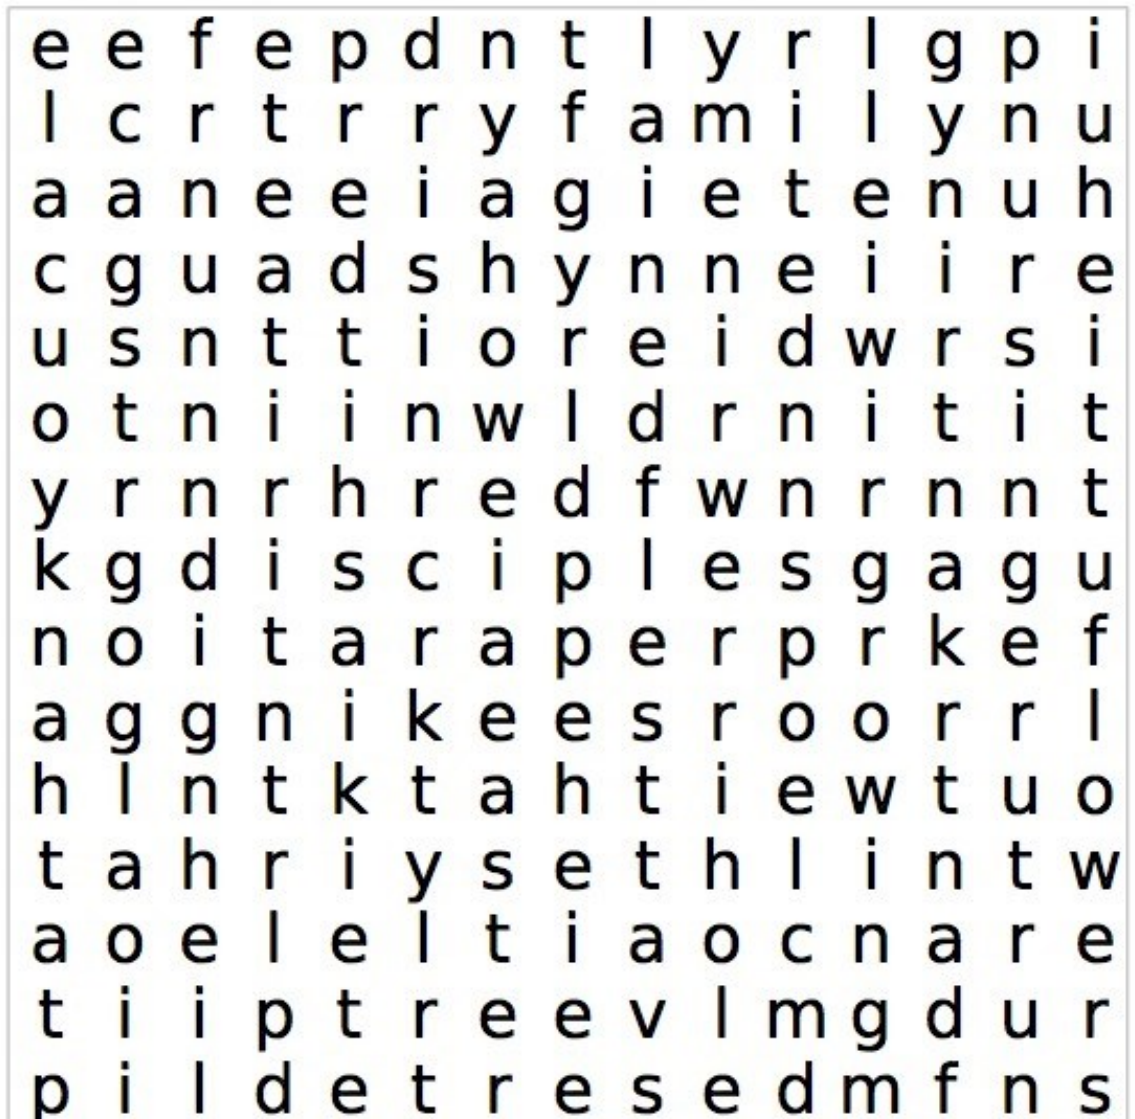 e e f e p d n t l y r l g p i
l c r t r r y f a m i l y n u
a a n e e i a g i e t e n u h
c g u a d s h y n n e i i r e
u s n t t i o r e i d w r s i
o t n i i n w l d r n i t i t
y r n r h r e d f w n r n n t
k g d i s c i p l e s g a g u
n o i t a r a p e r p r k e f
a g g n i k e e s r o o r r l
h l n t k t a h t i e w t u o
t a h r i y s e t h l i n t w
a o e l e l t i a o c n a r e
t i i p t r e e v l m g d u r
p i l d e t r e s e d m f n s